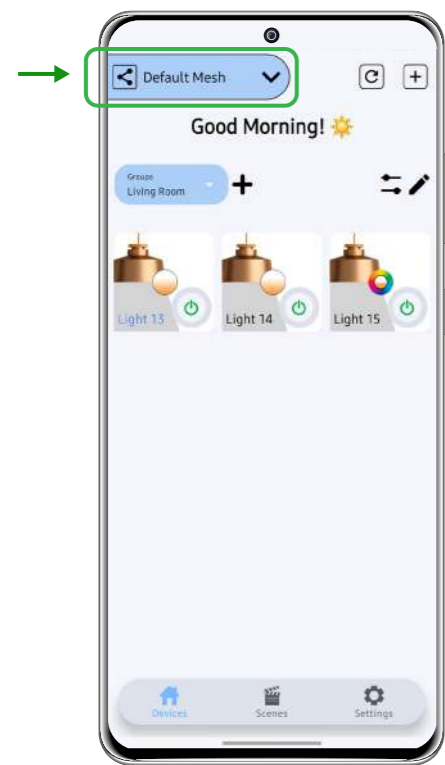 Default Mesh
Good Morning!
Groups
Living Room
Light 13
Light 14
Light 15
Devices
Scenes
Settings